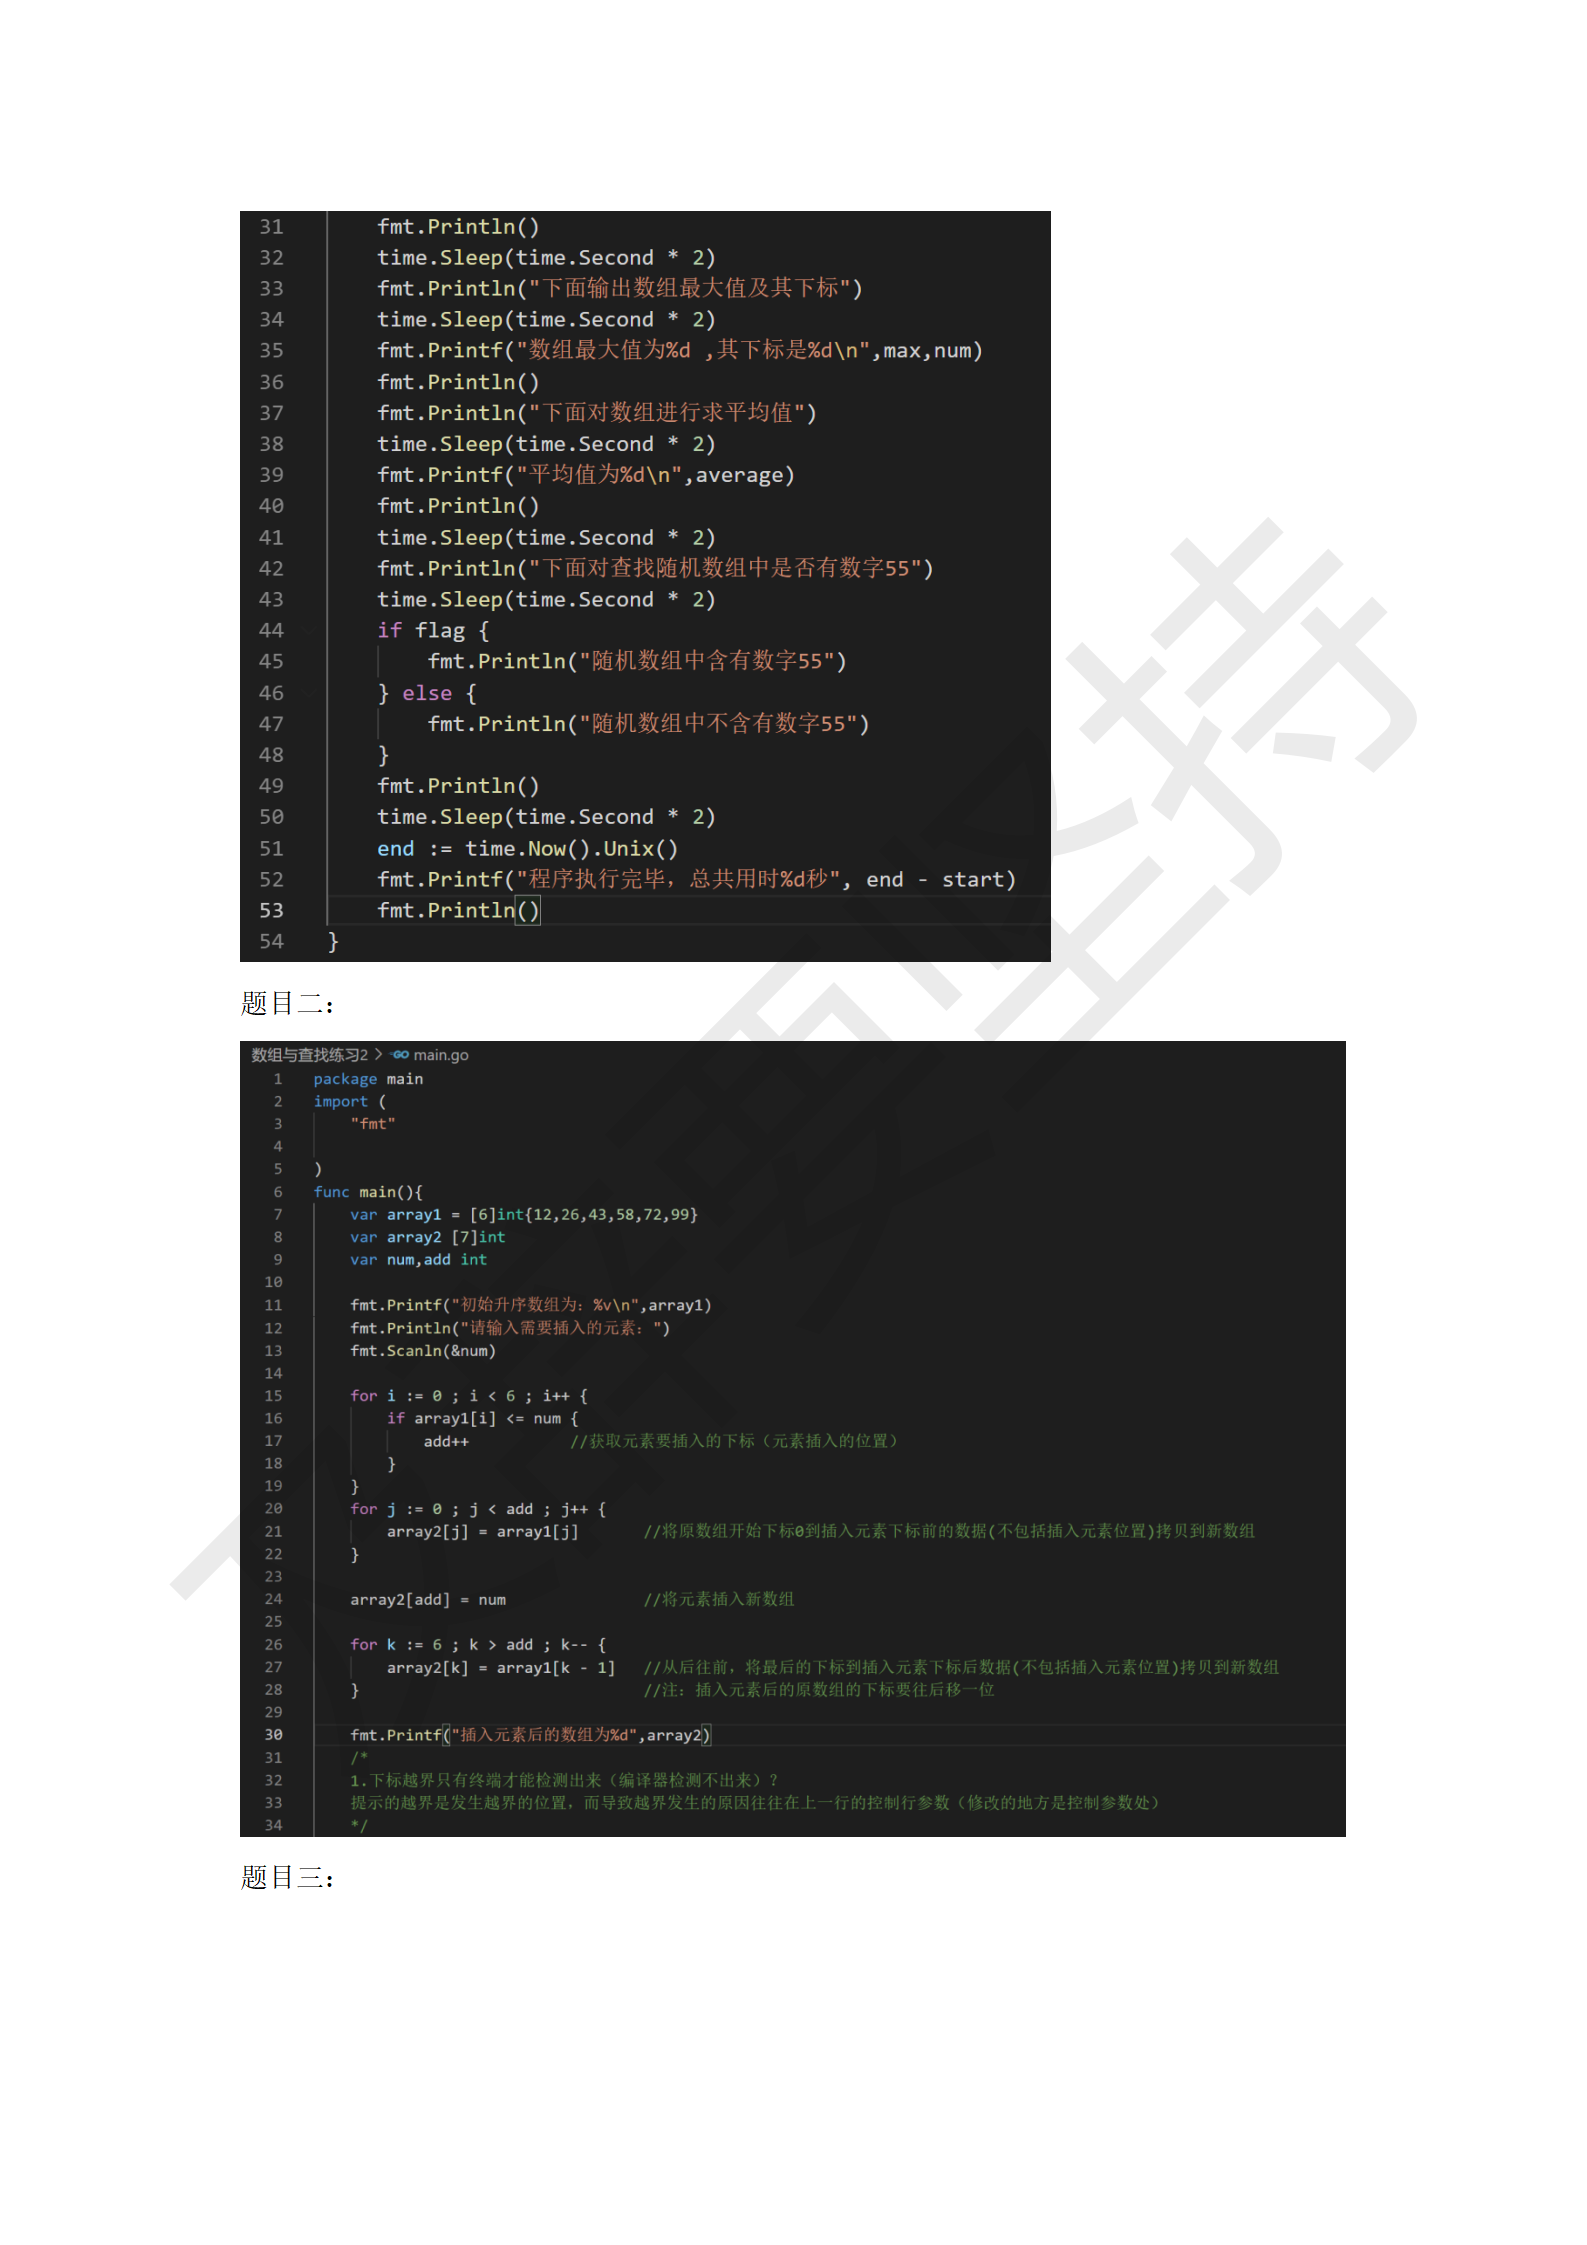 31 fmt.Println()
32 time.Sleep(time.Second * 2)
33 fmt.Println("下面输出数组最大值及其下标")
34 time.Sleep(time.Second * 2)
35 fmt.Printf("数组最大值为%d ,其下标是%d\n",max,num)
36 fmt.Println()
37 fmt.Println("下面对数组进行求平均值")
38 time.Sleep(time.Second * 2)
39 fmt.Printf("平均值为%d\n",average)
40 fmt.Println()
41 time.Sleep(time.Second * 2)
42 fmt.Println("下面对查找随机数组中是否有数字55")
43 time.Sleep(time.Second * 2)
44 if flag {
45 fmt.Println("随机数组中含有数字55")
46 } else {
47 fmt.Println("随机数组中不含有数字55")
48 }
49 fmt.Println()
50 time.Sleep(time.Second * 2)
51 end := time.Now().Unix()
52 fmt.Printf("程序执行完毕，总共用时%d秒", end - start)
53 fmt.Println()
54 }
题目二：
数组与查找练习2 > GO main.go
1 package main
2 import (
3 "fmt"
4
5 )
6 func main(){
7 var array1 = [6]int{12,26,43,58,72,99}
8 var array2 [7]int
9 var num,add int
10
11 fmt.Printf("初始升序数组为：%v\n",array1)
12 fmt.Println("请输入需要插入的元素：")
13 fmt.Scanln(&num)
14
15 for i := 0 ; i < 6 ; i++ {
16 if array1[i] <= num {
17 add++ //获取元素要插入的下标（元素插入的位置）
18 }
19 }
20 for j := 0 ; j < add ; j++ {
21 array2[j] = array1[j] //将原数组开始下标0到插入元素下标前的数据(不包括插入元素位置)拷贝到新数组
22 }
23
24 array2[add] = num //将元素插入新数组
25
26 for k := 6 ; k > add ; k-- {
27 array2[k] = array1[k - 1] //从后往前，将最后的下标到插入元素下标后数据(不包括插入元素位置)拷贝到新数组
28 } //注：插入元素后的原数组的下标要往后移一位
29
30 fmt.Printf("插入元素后的数组为%d",array2)
31 /*
32 1.下标越界只有终端才能检测出来（编译器检测不出来）？
33 提示的越界是发生越界的位置，而导致越界发生的原因往往在上一行的控制行参数（修改的地方是控制参数处）
34 */
题目三：